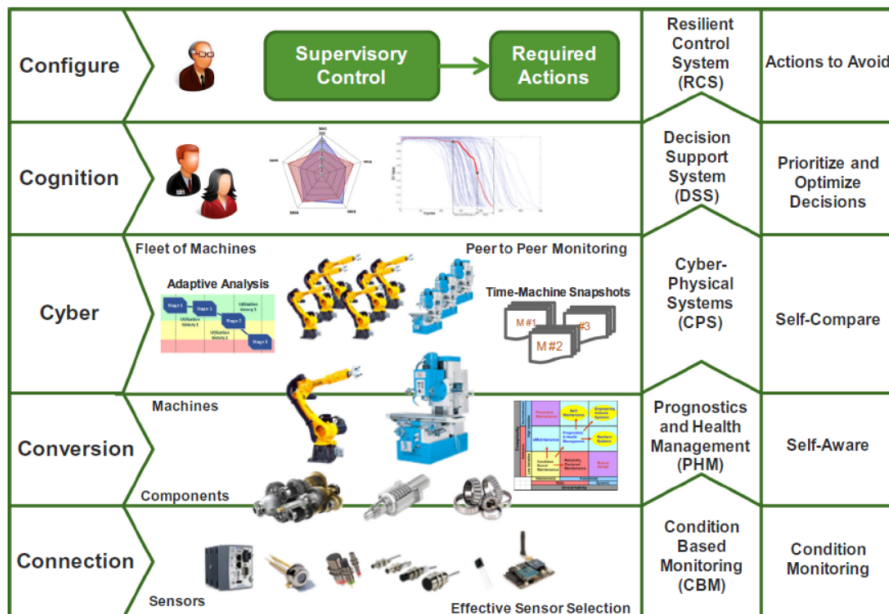 Configure
Supervisory
Control
Required
Actions
Resilient
Control
System
(RCS)
Actions to Avoid
Cognition
Decision
Support
System
(DSS)
Prioritize and
Optimize
Decisions
Cyber
Fleet of Machines
Peer to Peer Monitoring
Adaptive Analysis
Time-Machine Snapshots
M #1
#3
M #2
Cyber-
Physical
Systems
(CPS)
Self-Compare
Conversion
Machines
Components
Prognostics
and Health
Management
(PHM)
Self-Aware
Connection
Sensors
Effective Sensor Selection
Condition
Based
Monitoring
(CBM)
Condition
Monitoring